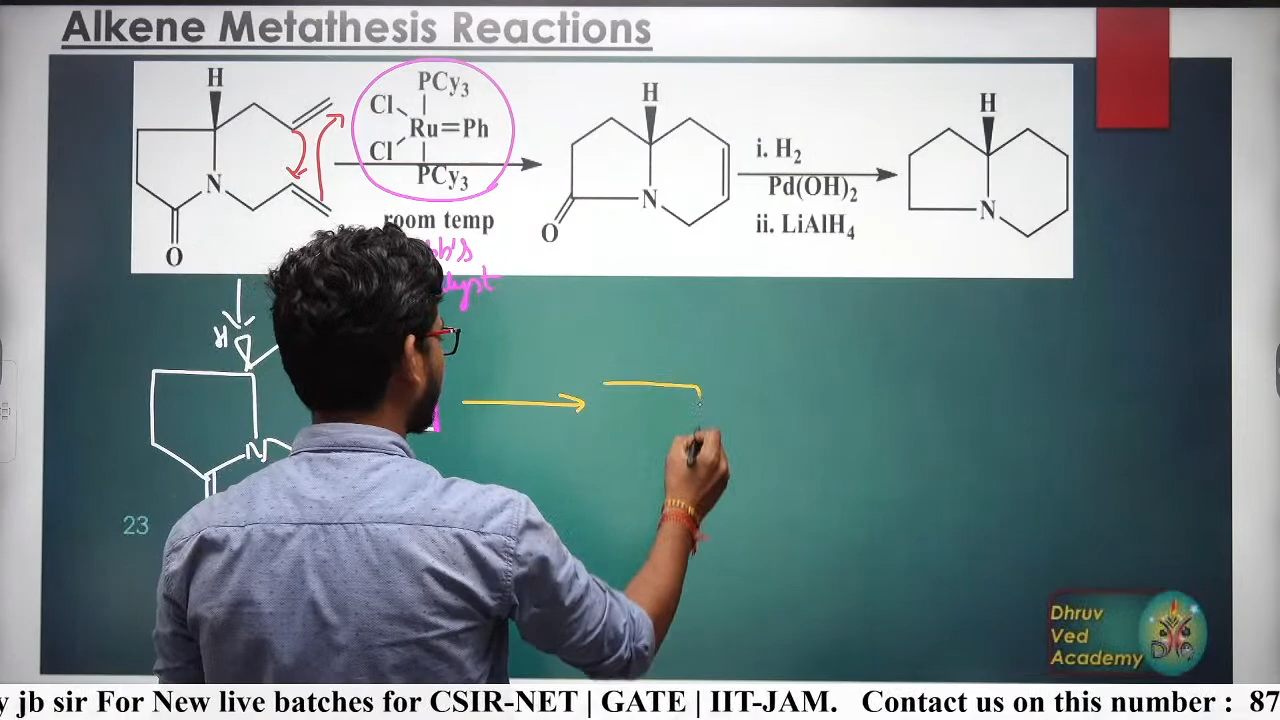 Alkene Metathesis Reactions
H
N
O
PCy3
Cl
Ru=Ph
Cl
PCy3
room temp
H
N
O
i. H2
Pd(OH)2
ii. LiAlH4
H
N
H
N
23
Dhruv
Ved
Academy
y jb sir For New live batches for CSIR-NET | GATE | IIT-JAM. Contact us on this number : 87